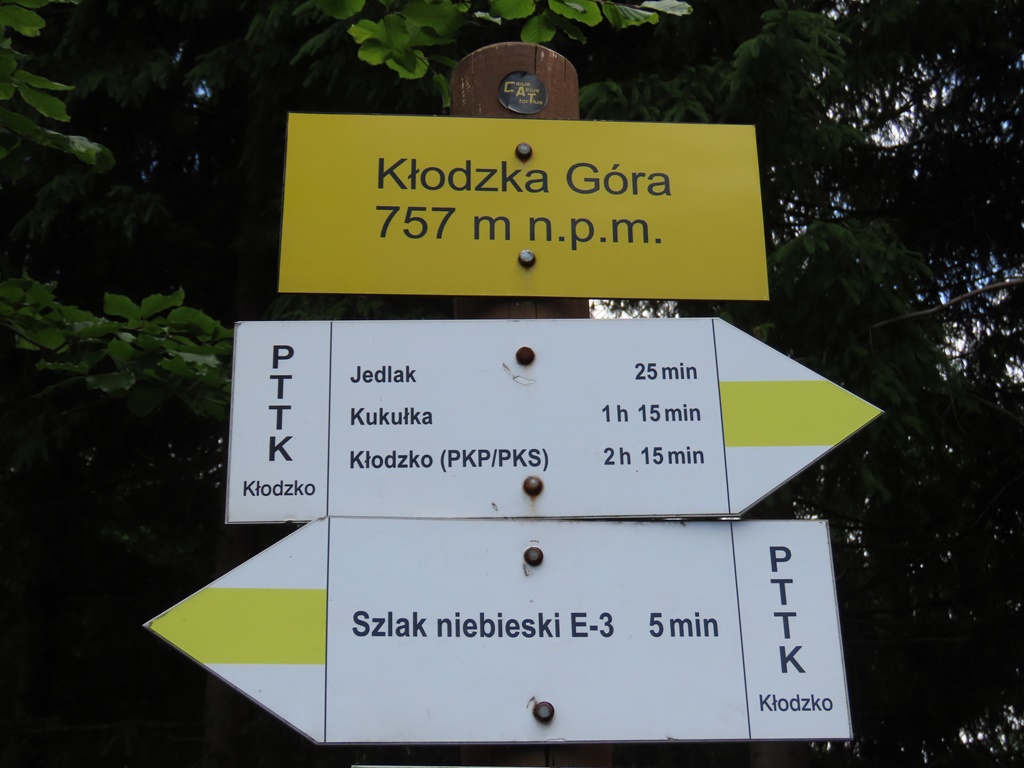 Kłodzka Góra
757 m n.p.m.
PTTK
Kłodzko
Jedlak 25 min
Kukułka 1 h 15 min
Kłodzko (PKP/PKS) 2 h 15 min
Szlak niebieski E-3 5 min
PTTK
Kłodzko